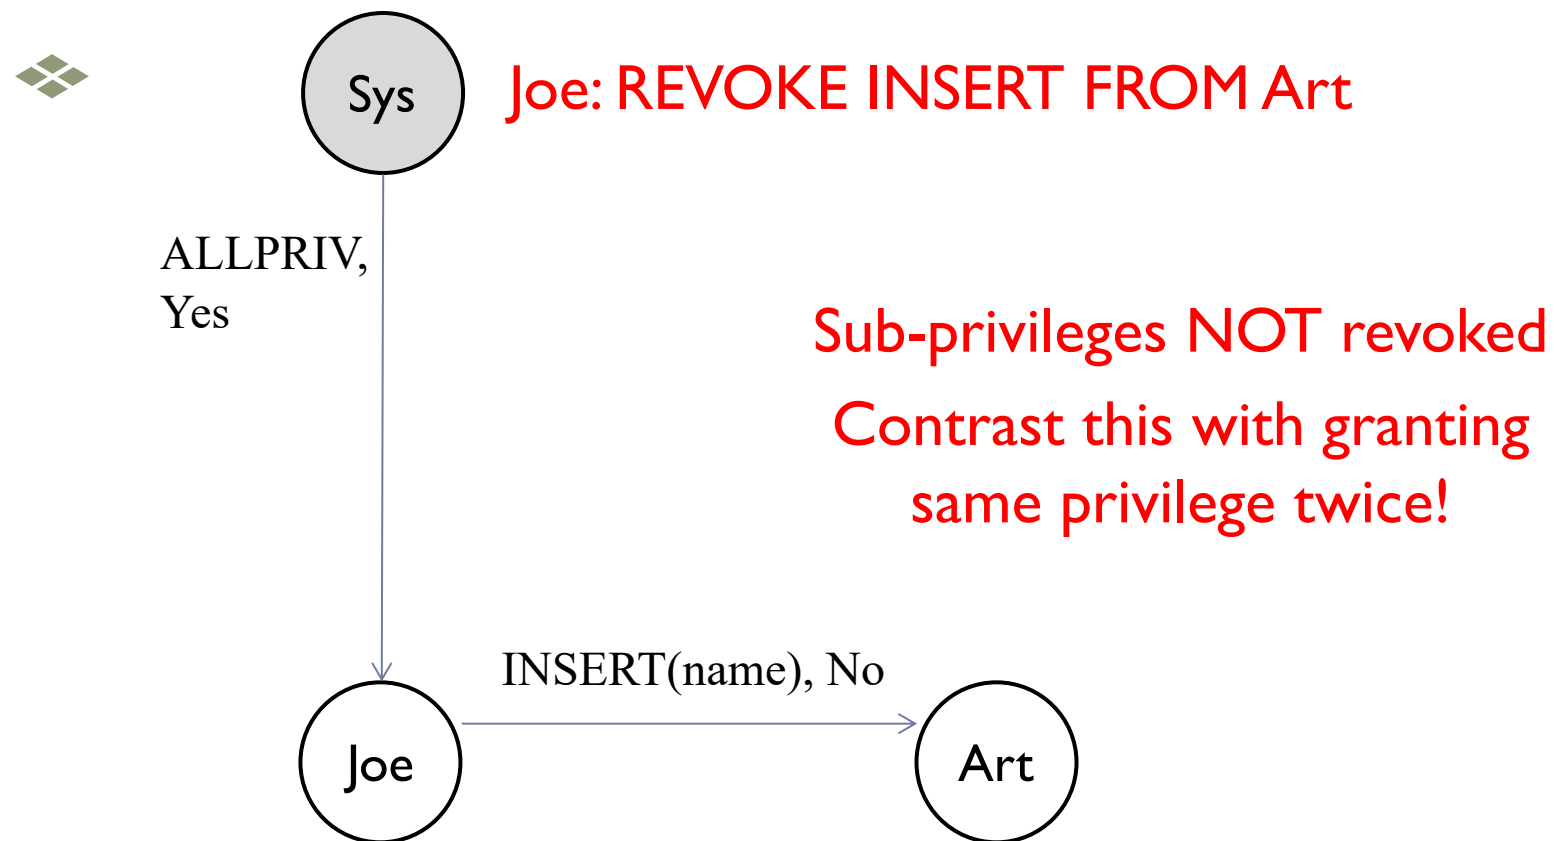 Sys
Joe: REVOKE INSERT FROM Art
ALLPRIV,
Yes
Sub-privileges NOT revoked
Contrast this with granting
same privilege twice!
INSERT(name), No
Joe
Art